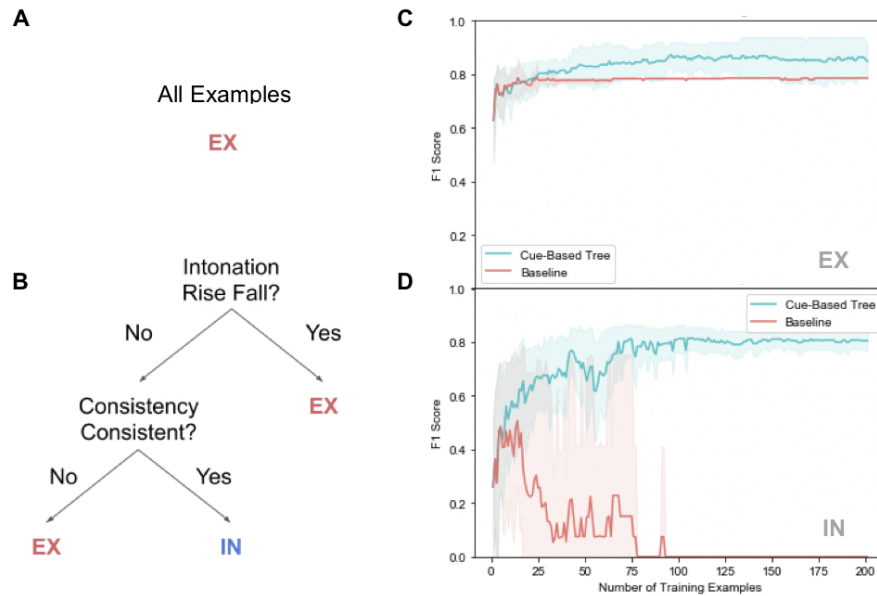 A
All Examples
EX
B
Intonation
Rise Fall?
No
Yes
Consistency
Consistent?
EX
No
Yes
EX
IN
C
1.0
0.8
0.6
0.4
0.2
F1 Score
Cue-Based Tree
Baseline
EX
D
1.0
0.8
0.6
0.4
0.2
0.0
F1 Score
Cue-Based Tree
Baseline
IN
0 25 50 75 100 125 150 175 200
Number of Training Examples